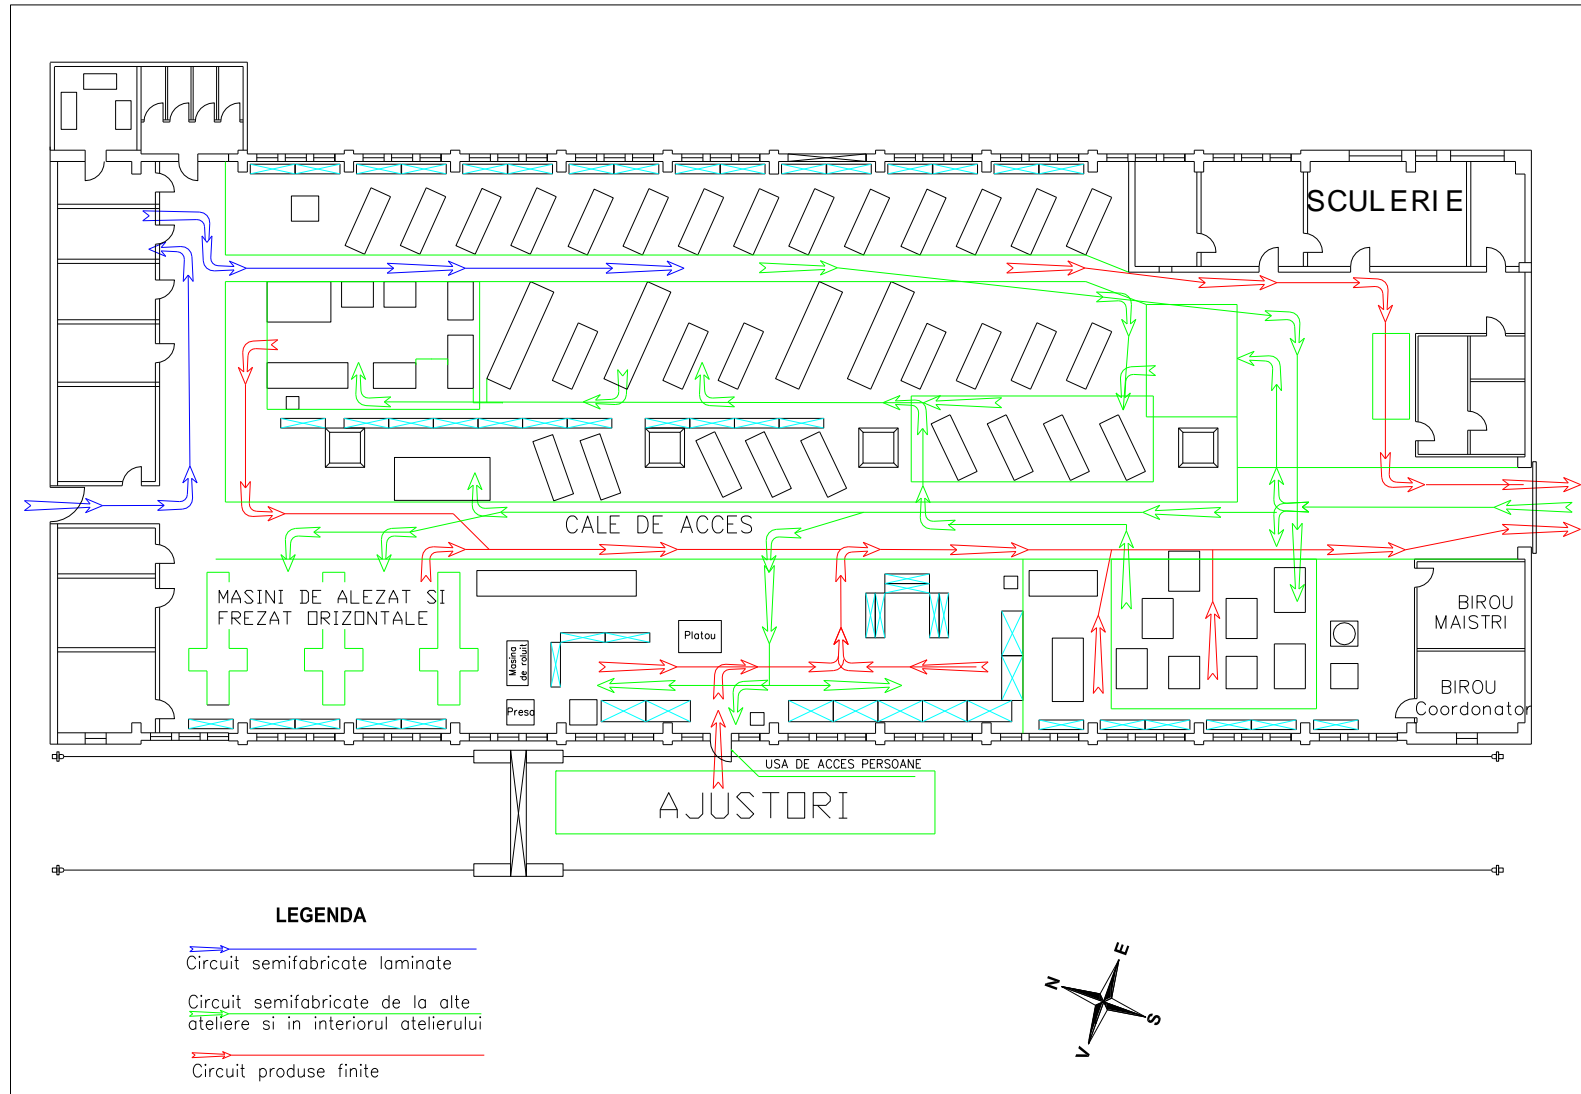 SCULERIE
CALE DE ACCES
MASINI DE ALEZAT SI
FREZAT ORIZONTALE
Masina
de roluit
Platou
Presa
BIROU
MAISTRI
BIROU
Coordonator
USA DE ACCES PERSOANE
AJUSTORI
LEGENDA
Circuit semifabricate laminate
Circuit semifabricate de la alte
ateliere si in interiorul atelierului
Circuit produse finite
E
N
S
V